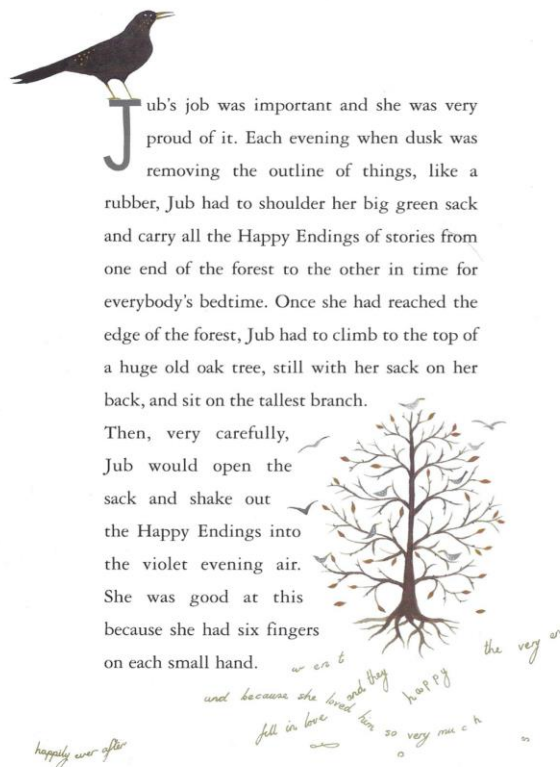 Jub's job was important and she was very
proud of it. Each evening when dusk was
removing the outline of things, like a
rubber, Jub had to shoulder her big green sack
and carry all the Happy Endings of stories from
one end of the forest to the other in time for
everybody's bedtime. Once she had reached the
edge of the forest, Jub had to climb to the top of
a huge old oak tree, still with her sack on her
back, and sit on the tallest branch.
Then, very carefully,
Jub would open the
sack and shake out
the Happy Endings into
the violet evening air.
She was good at this
because she had six fingers
on each small hand.
went
the very
and they
happy
and because she loved him so very much
fell in love
happily ever after